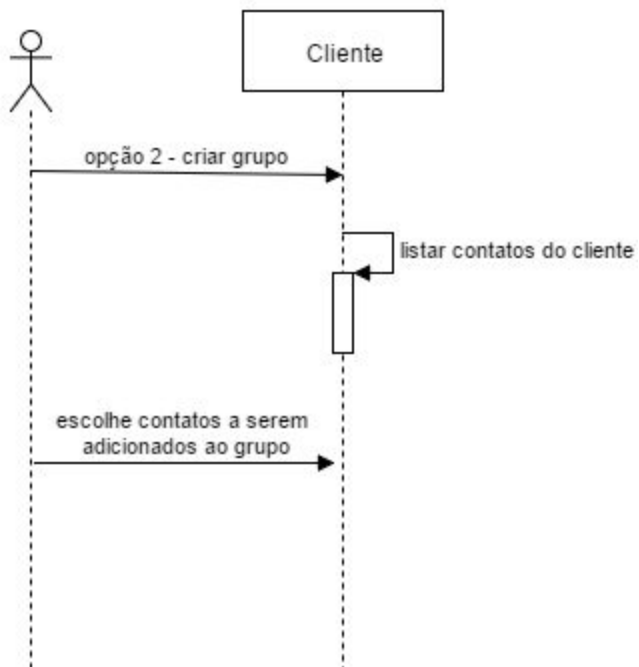 Cliente
opção 2 - criar grupo
listar contatos do cliente
escolhe contatos a serem
adicionados ao grupo